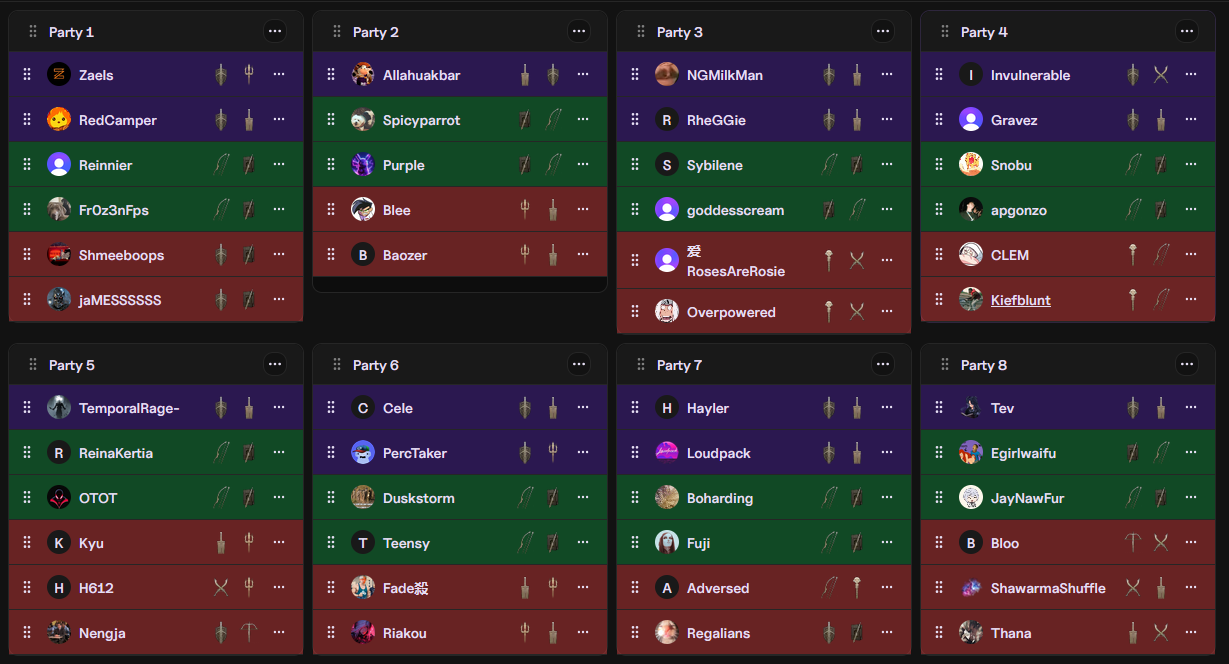 Party 1
Zaels
RedCamper
Reinnier
Fr0z3nFps
Shmeeboops
jaMESSSSSS
Party 2
Allahuakbar
Spicyparrot
Purple
Blee
B
Baozer
Party 3
NGMilkMan
R
RheGGie
S
Sybilene
goddesscream
爱
RosesAreRosie
Overpowered
Party 4
I
Invulnerable
Gravez
Snobu
apgonzo
CLEM
Kiefblunt
Party 5
TemporalRage-
R
ReinaKertia
OTOT
K
Kyu
H
H612
Nengja
Party 6
C
Cele
PercTaker
Duskstorm
T
Teensy
Fade殺
Riakou
Party 7
H
Hayler
Loudpack
Boharding
Fuji
A
Adversed
Regalians
Party 8
Tev
Egirlwaifu
JayNawFur
B
Bloo
ShawarmaShuffle
Thana